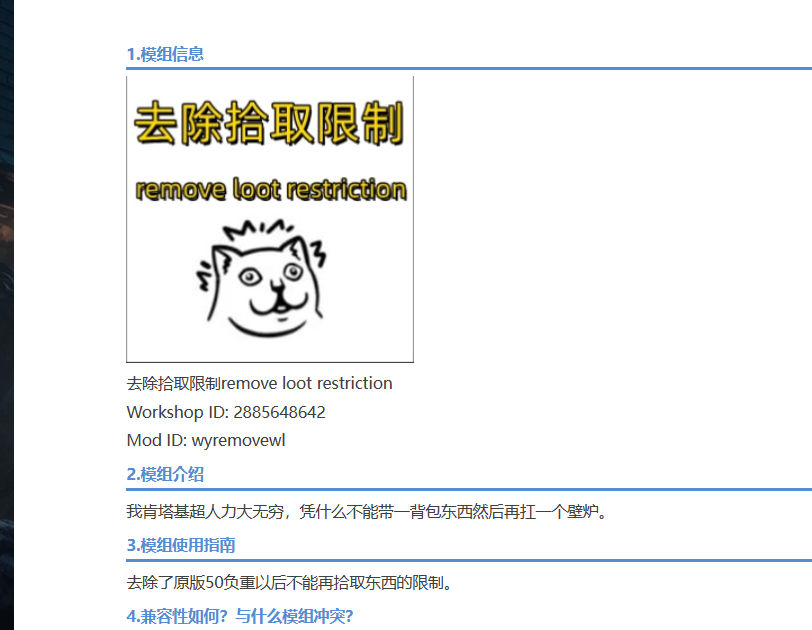 1.模组信息
去除拾取限制
remove loot restriction
去除拾取限制remove loot restriction
Workshop ID: 2885648642
Mod ID: wyremovewl
2.模组介绍
我肯塔基超人力大无穷，凭什么不能带一背包东西然后再扛一个壁炉。
3.模组使用指南
去除了原版50负重以后不能再拾取东西的限制。
4.兼容性如何？与什么模组冲突？